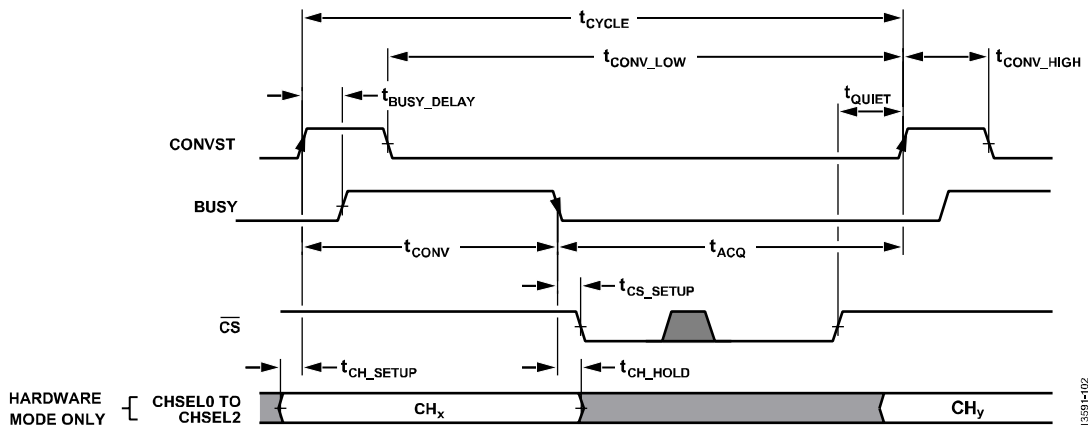 tCYCLE
tCONV_LOW
tCONV_HIGH
tBUSY_DELAY
tQUIET
CONVST
BUSY
tCONV
tACQ
tCS_SETUP
CS
tCH_SETUP
tCH_HOLD
HARDWARE
MODE ONLY
CHSEL0 TO
CHSEL2
CHx
CHy
13591-102